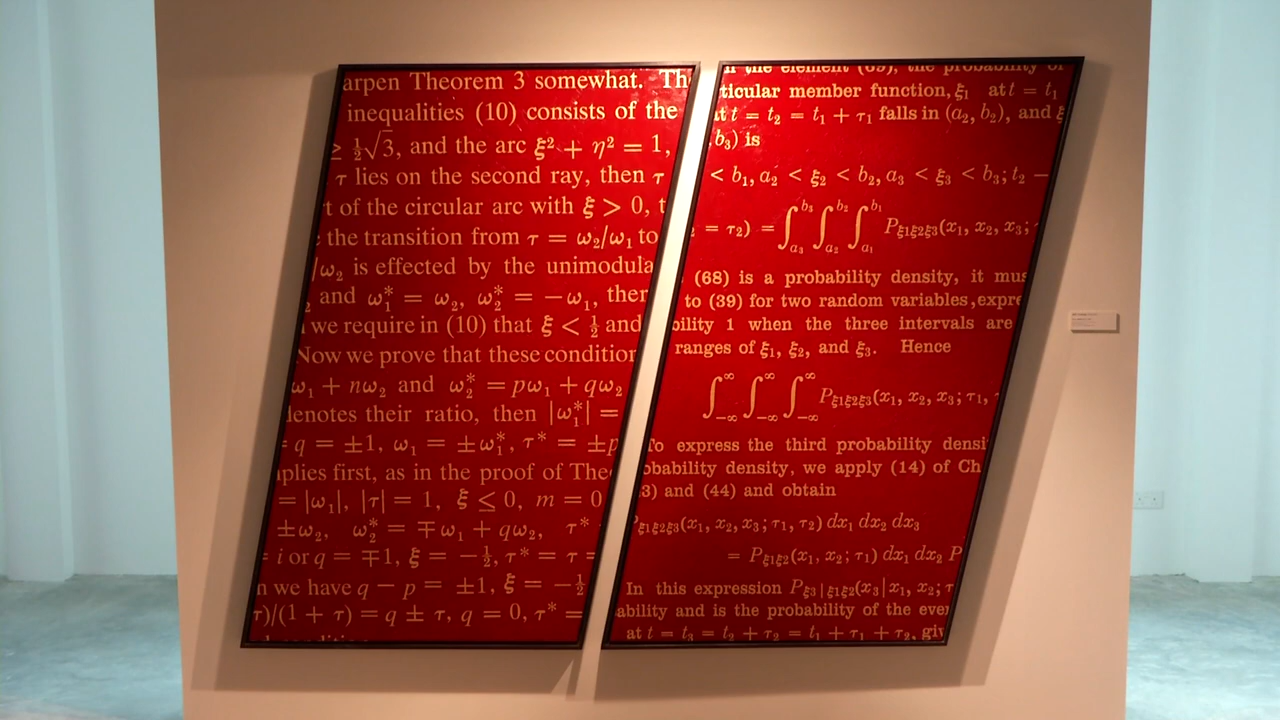 arpen Theorem 3 somewhat. Th
inequalities (10) consists of the
≥ ½√3, and the arc ξ² + η² = 1,
τ lies on the second ray, then τ
t of the circular arc with ξ > 0, t
the transition from τ = ω₂/ω₁ to
/ω₂ is effected by the unimodula
and ω₁* = ω₂, ω₂* = −ω₁, ther
we require in (10) that ξ < ½ and
Now we prove that these condition
ω₁ + nω₂ and ω₂* = pω₁ + qω₂
denotes their ratio, then |ω₁*| =
= q = ±1, ω₁ = ±ω₁*, τ* = ±p
plies first, as in the proof of The
= |ω₁|, |τ| = 1, ξ ≤ 0, m = 0
±ω₂, ω₂* = ∓ω₁ + qω₂, τ*
= i or q = ∓1, ξ = −½, τ* = τ =
n we have q − p = ±1, ξ = −½
τ)/(1 + τ) = q ± τ, q = 0, τ* =
n the element (69), the probability of
ticular member function, ξ₁ at t = t₁
at t = t₂ = t₁ + τ₁ falls in (a₂, b₂), and ξ
b₃) is
< b₁, a₂ < ξ₂ < b₂, a₃ < ξ₃ < b₃; t₂ −
= τ₂) = ∫_{a₃}^{b₃} ∫_{a₂}^{b₂} ∫_{a₁}^{b₁} P_{ξ1ξ2ξ3}(x₁, x₂, x₃;
(68) is a probability density, it mus
to (39) for two random variables, expre
bility 1 when the three intervals are
ranges of ξ₁, ξ₂, and ξ₃. Hence
∫_{−∞}^{∞} ∫_{−∞}^{∞} ∫_{−∞}^{∞} P_{ξ1ξ2ξ3}(x₁, x₂, x₃; τ₁,
To express the third probability densi
obability density, we apply (14) of Ch
3) and (44) and obtain
P_{ξ1ξ2ξ3}(x₁, x₂, x₃; τ₁, τ₂) dx₁ dx₂ dx₃
= P_{ξ1ξ2}(x₁, x₂; τ₁) dx₁ dx₂ P
In this expression P_{ξ3|ξ1ξ2}(x₃|x₁, x₂; τ
ability and is the probability of the ever
at t = t₃ = t₂ + τ₂ = t₁ + τ₁ + τ₂, giv